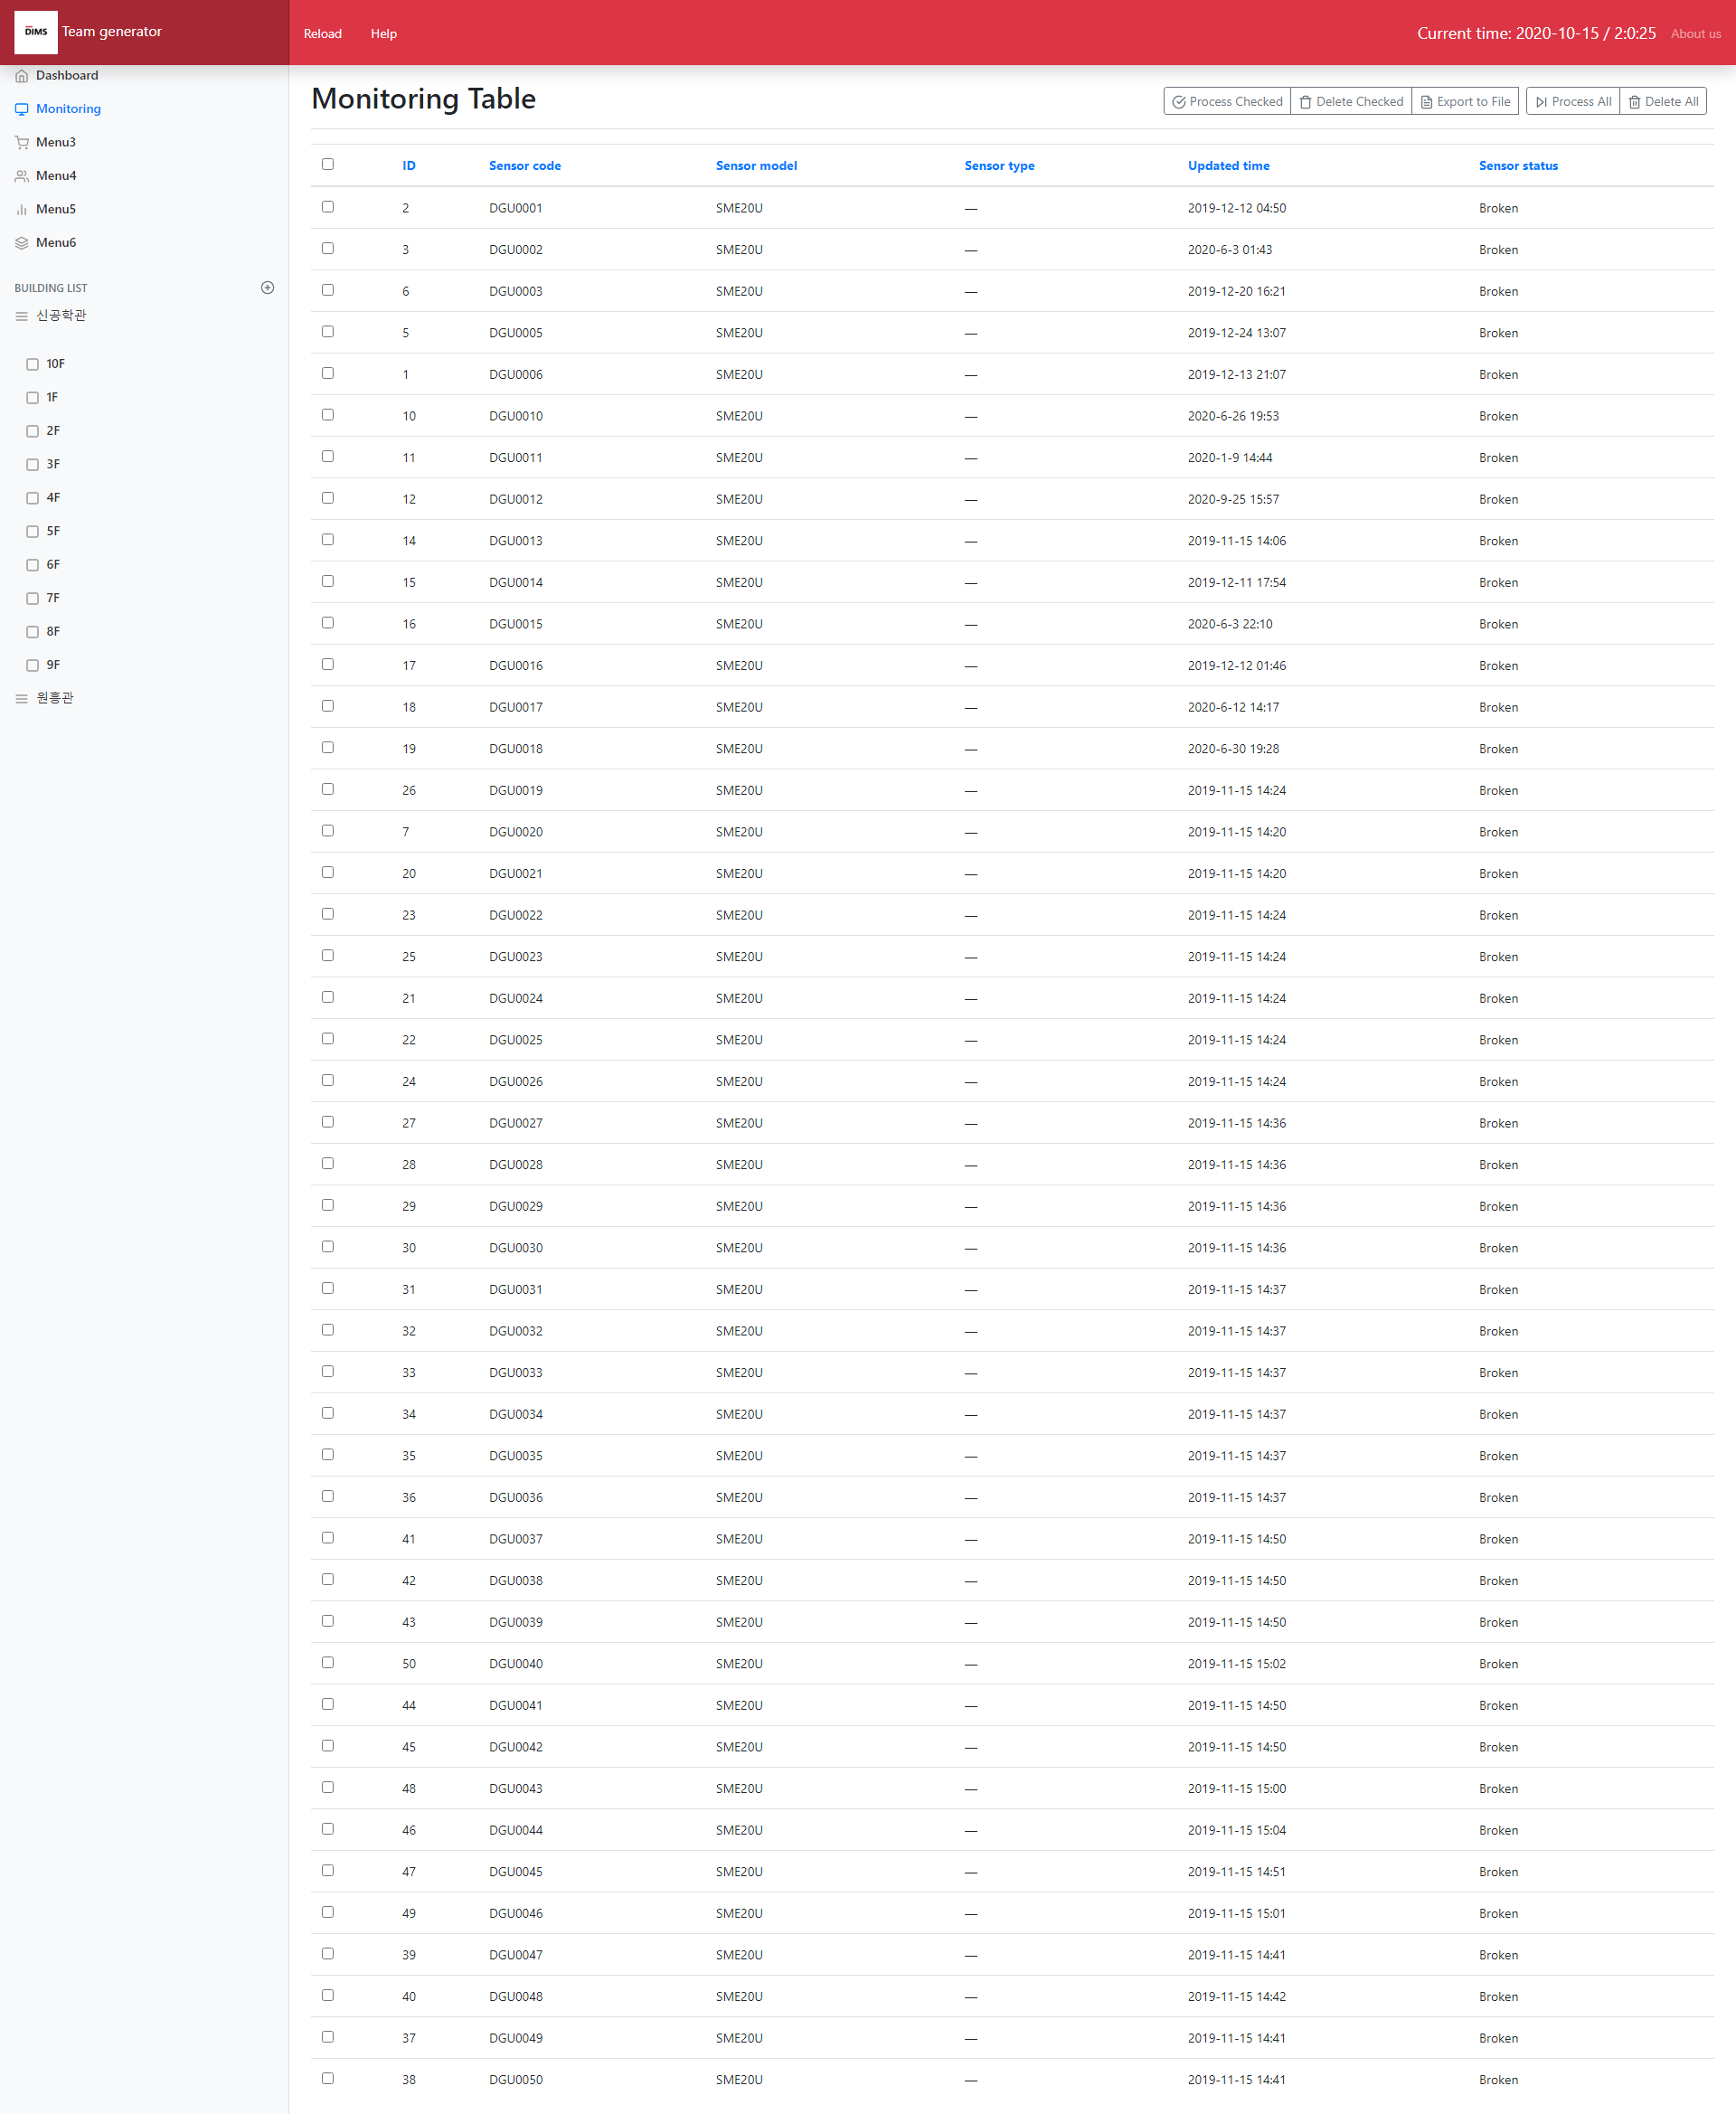 DIMS Team generator
Reload Help
Current time: 2020-10-15 / 2:0:25 About us
Dashboard
Monitoring
Menu3
Menu4
Menu5
Menu6
BUILDING LIST
신공학관
10F
1F
2F
3F
4F
5F
6F
7F
8F
9F
원흥관
Monitoring Table
Process Checked Delete Checked Export to File Process All Delete All
ID Sensor code Sensor model Sensor type Updated time Sensor status
2 DGU0001 SME20U — 2019-12-12 04:50 Broken
3 DGU0002 SME20U — 2020-6-3 01:43 Broken
6 DGU0003 SME20U — 2019-12-20 16:21 Broken
5 DGU0005 SME20U — 2019-12-24 13:07 Broken
1 DGU0006 SME20U — 2019-12-13 21:07 Broken
10 DGU0010 SME20U — 2020-6-26 19:53 Broken
11 DGU0011 SME20U — 2020-1-9 14:44 Broken
12 DGU0012 SME20U — 2020-9-25 15:57 Broken
14 DGU0013 SME20U — 2019-11-15 14:06 Broken
15 DGU0014 SME20U — 2019-12-11 17:54 Broken
16 DGU0015 SME20U — 2020-6-3 22:10 Broken
17 DGU0016 SME20U — 2019-12-12 01:46 Broken
18 DGU0017 SME20U — 2020-6-12 14:17 Broken
19 DGU0018 SME20U — 2020-6-30 19:28 Broken
26 DGU0019 SME20U — 2019-11-15 14:24 Broken
7 DGU0020 SME20U — 2019-11-15 14:20 Broken
20 DGU0021 SME20U — 2019-11-15 14:20 Broken
23 DGU0022 SME20U — 2019-11-15 14:24 Broken
25 DGU0023 SME20U — 2019-11-15 14:24 Broken
21 DGU0024 SME20U — 2019-11-15 14:24 Broken
22 DGU0025 SME20U — 2019-11-15 14:24 Broken
24 DGU0026 SME20U — 2019-11-15 14:24 Broken
27 DGU0027 SME20U — 2019-11-15 14:36 Broken
28 DGU0028 SME20U — 2019-11-15 14:36 Broken
29 DGU0029 SME20U — 2019-11-15 14:36 Broken
30 DGU0030 SME20U — 2019-11-15 14:36 Broken
31 DGU0031 SME20U — 2019-11-15 14:37 Broken
32 DGU0032 SME20U — 2019-11-15 14:37 Broken
33 DGU0033 SME20U — 2019-11-15 14:37 Broken
34 DGU0034 SME20U — 2019-11-15 14:37 Broken
35 DGU0035 SME20U — 2019-11-15 14:37 Broken
36 DGU0036 SME20U — 2019-11-15 14:37 Broken
41 DGU0037 SME20U — 2019-11-15 14:50 Broken
42 DGU0038 SME20U — 2019-11-15 14:50 Broken
43 DGU0039 SME20U — 2019-11-15 14:50 Broken
50 DGU0040 SME20U — 2019-11-15 15:02 Broken
44 DGU0041 SME20U — 2019-11-15 14:50 Broken
45 DGU0042 SME20U — 2019-11-15 14:50 Broken
48 DGU0043 SME20U — 2019-11-15 15:00 Broken
46 DGU0044 SME20U — 2019-11-15 15:04 Broken
47 DGU0045 SME20U — 2019-11-15 14:51 Broken
49 DGU0046 SME20U — 2019-11-15 15:01 Broken
39 DGU0047 SME20U — 2019-11-15 14:41 Broken
40 DGU0048 SME20U — 2019-11-15 14:42 Broken
37 DGU0049 SME20U — 2019-11-15 14:41 Broken
38 DGU0050 SME20U — 2019-11-15 14:41 Broken